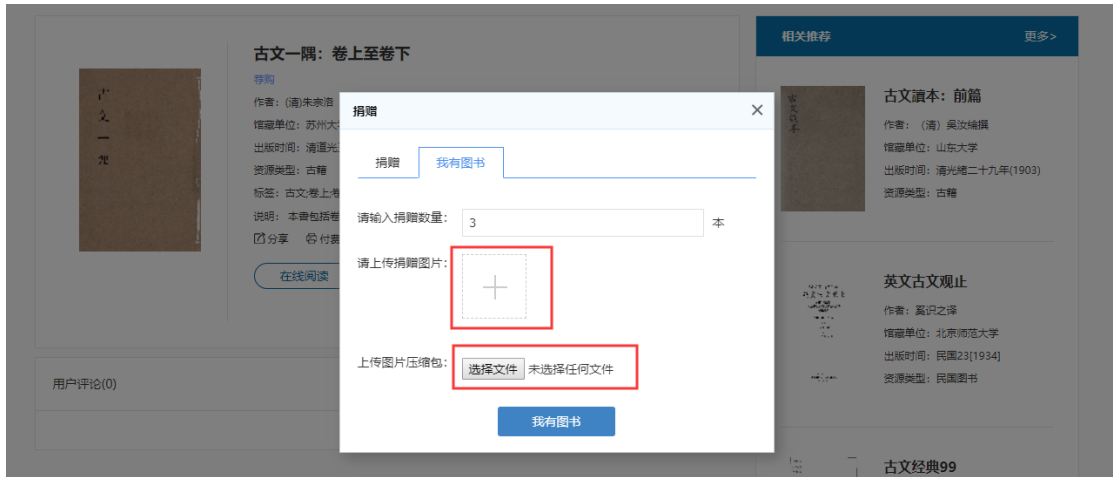 古文一隅：卷上至卷下
荐购
作者：(清)朱宗洛
馆藏单位：苏州大
出版时间：清道光
资源类型：古籍
标签：古文;卷上;卷
说明：本書包括卷
分享 付费
在线阅读
用户评论(0)
古文一隅
捐赠 ×
捐赠 我有图书
请输入捐赠数量： 3 本
请上传捐赠图片：
上传图片压缩包： 选择文件 未选择任何文件
我有图书
相关推荐 更多>
古文讀本
古文讀本：前篇
作者：（清）吳汝綸撰
馆藏单位：山东大学
出版时间：清光緒二十九年(1903)
资源类型：古籍
英文古文观止
作者：奚识之译
馆藏单位：北京师范大学
出版时间：民国23[1934]
资源类型：民国图书
古文经典99